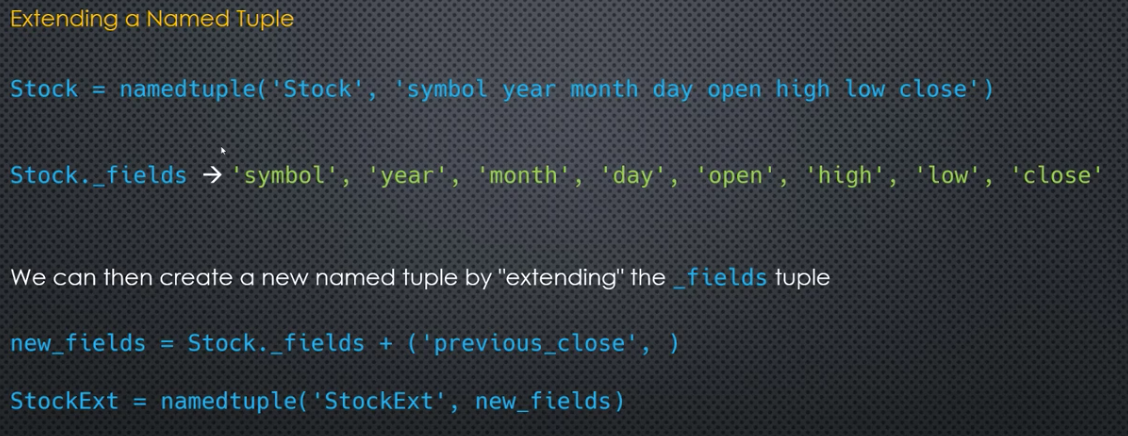 Extending a Named Tuple
Stock = namedtuple('Stock', 'symbol year month day open high low close')
Stock._fields → 'symbol', 'year', 'month', 'day', 'open', 'high', 'low', 'close'
We can then create a new named tuple by "extending" the _fields tuple
new_fields = Stock._fields + ('previous_close', )
StockExt = namedtuple('StockExt', new_fields)